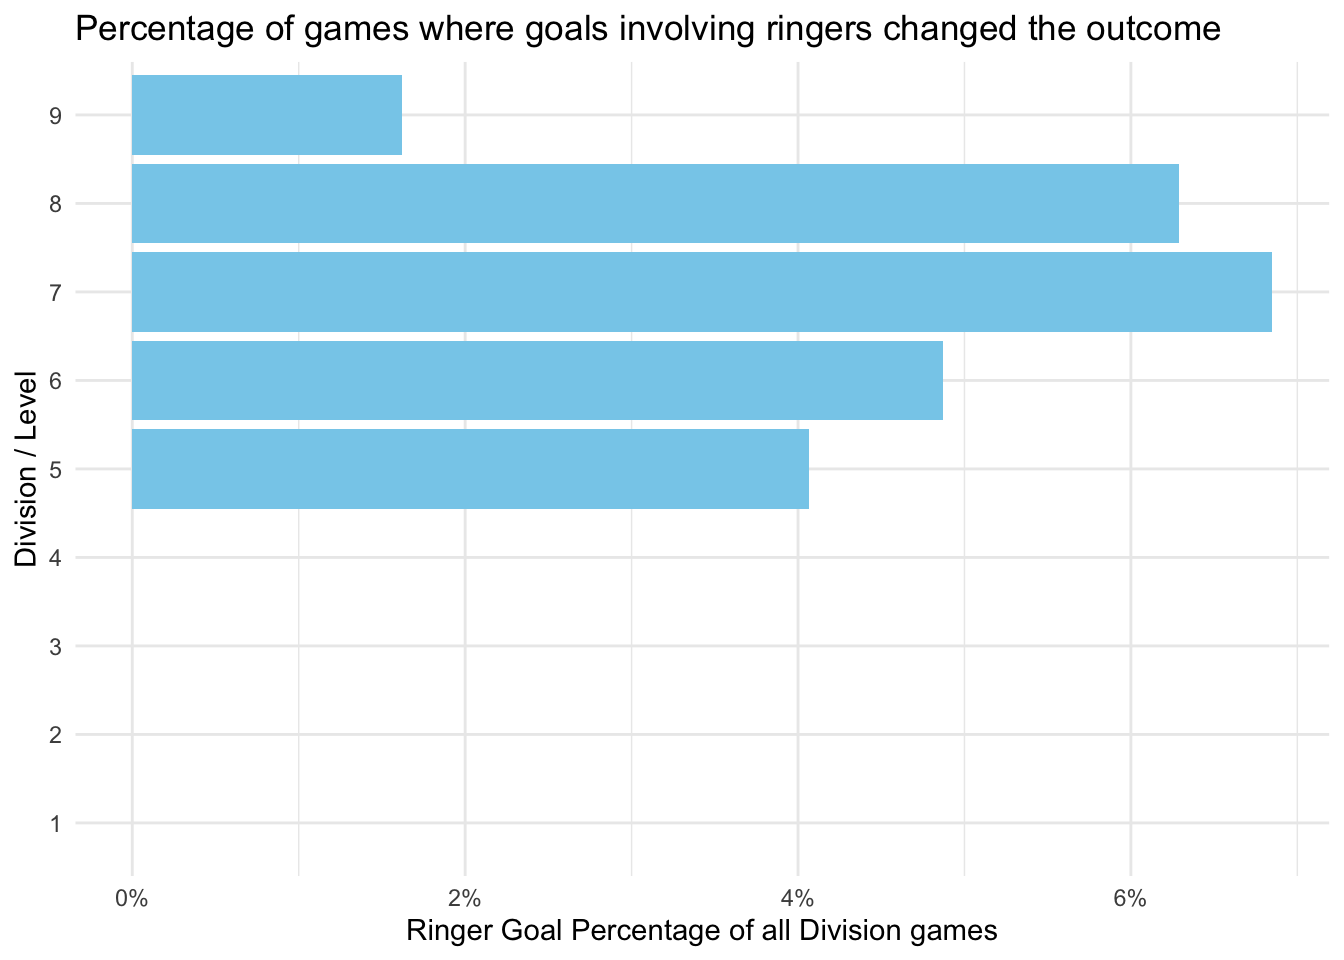 Percentage of games where goals involving ringers changed the outcome
Division / Level
9
8
7
6
5
4
3
2
1
0% 2% 4% 6%
Ringer Goal Percentage of all Division games